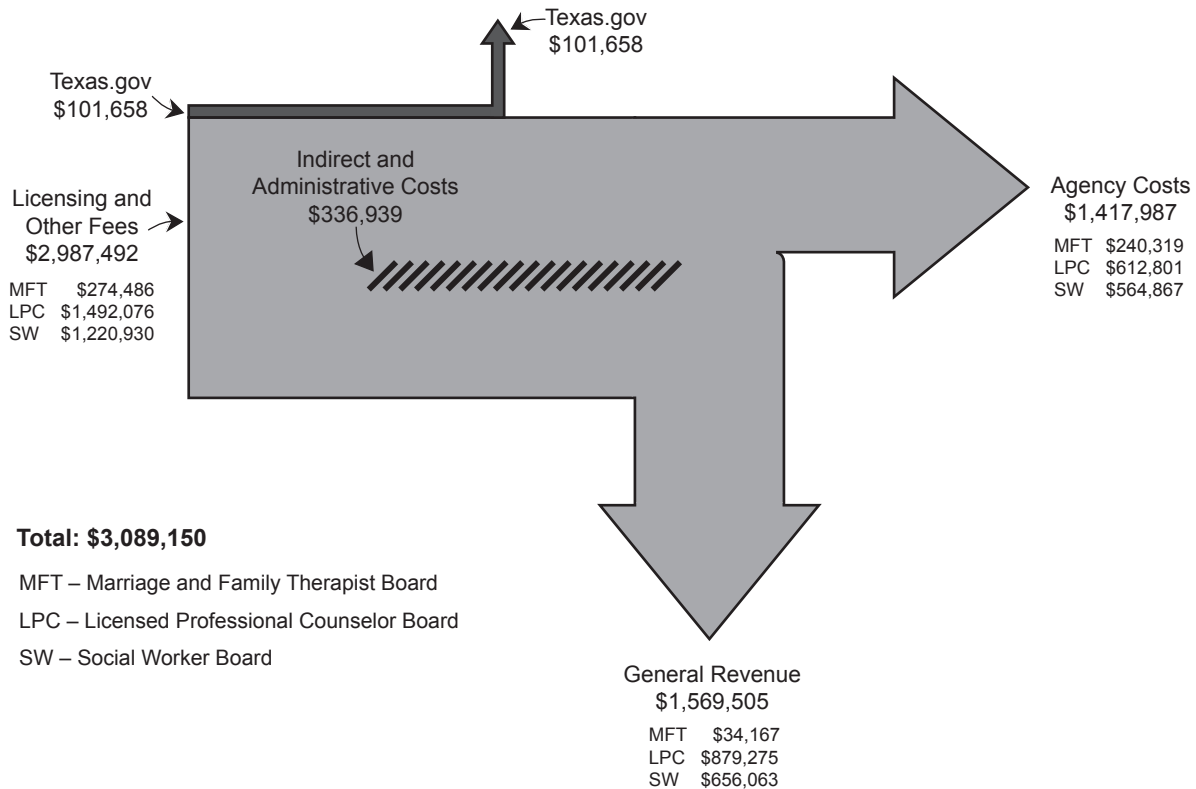 Texas.gov
$101,658
Texas.gov
$101,658
Indirect and
Administrative Costs
$336,939
Licensing and
Other Fees
$2,987,492
MFT $274,486
LPC $1,492,076
SW $1,220,930
Agency Costs
$1,417,987
MFT $240,319
LPC $612,801
SW $564,867
Total: $3,089,150
MFT – Marriage and Family Therapist Board
LPC – Licensed Professional Counselor Board
SW – Social Worker Board
General Revenue
$1,569,505
MFT $34,167
LPC $879,275
SW $656,063